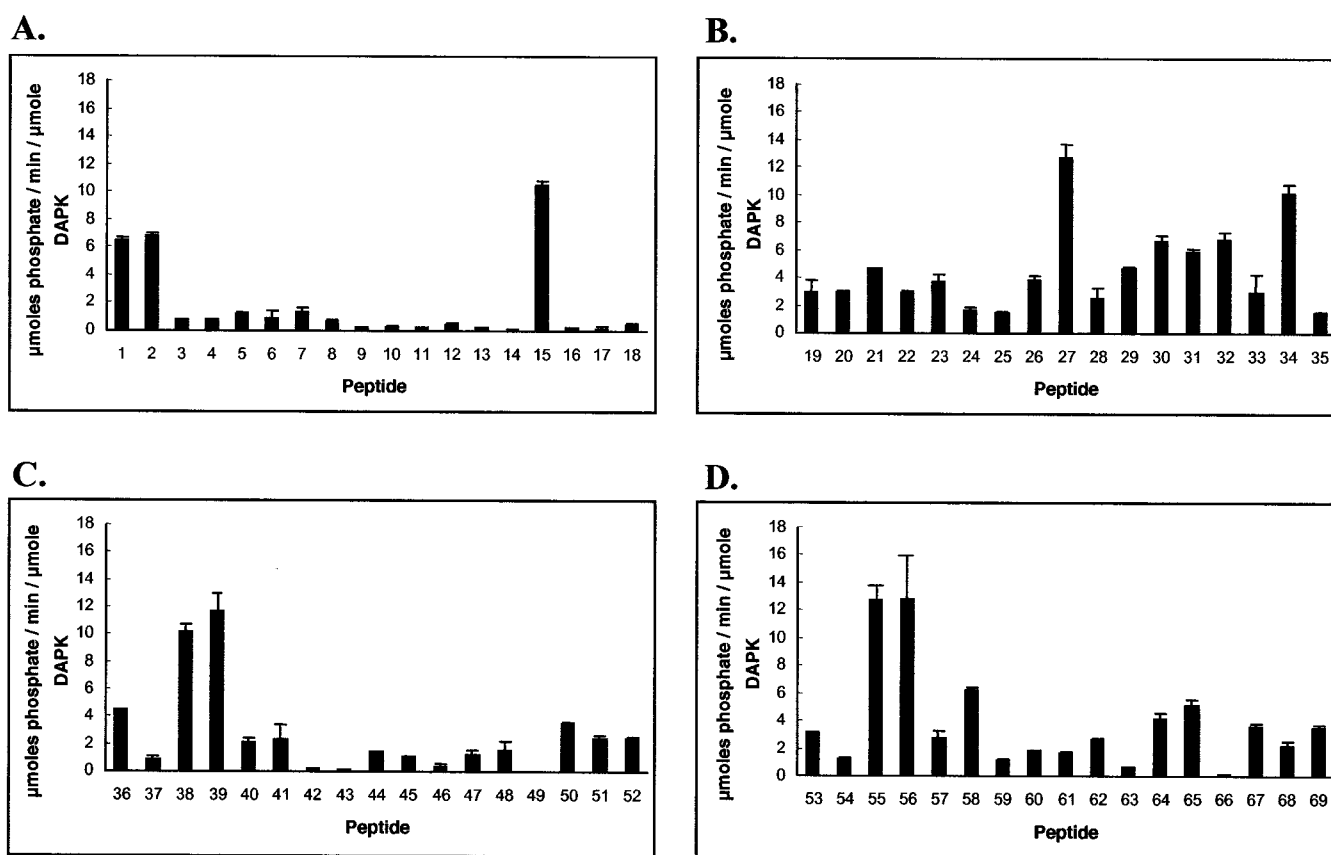 A.
µmoles phosphate / min / µmole
DAPK
18
16
14
12
10
8
6
4
2
0
1 2 3 4 5 6 7 8 9 10 11 12 13 14 15 16 17 18
Peptide
B.
µmoles phosphate / min / µmole
DAPK
18
16
14
12
10
8
6
4
2
0
19 20 21 22 23 24 25 26 27 28 29 30 31 32 33 34 35
Peptide
C.
µmoles phosphate / min / µmole
DAPK
18
16
14
12
10
8
6
4
2
0
36 37 38 39 40 41 42 43 44 45 46 47 48 49 50 51 52
Peptide
D.
µmoles phosphate / min / µmole
DAPK
18
16
14
12
10
8
6
4
2
0
53 54 55 56 57 58 59 60 61 62 63 64 65 66 67 68 69
Peptide